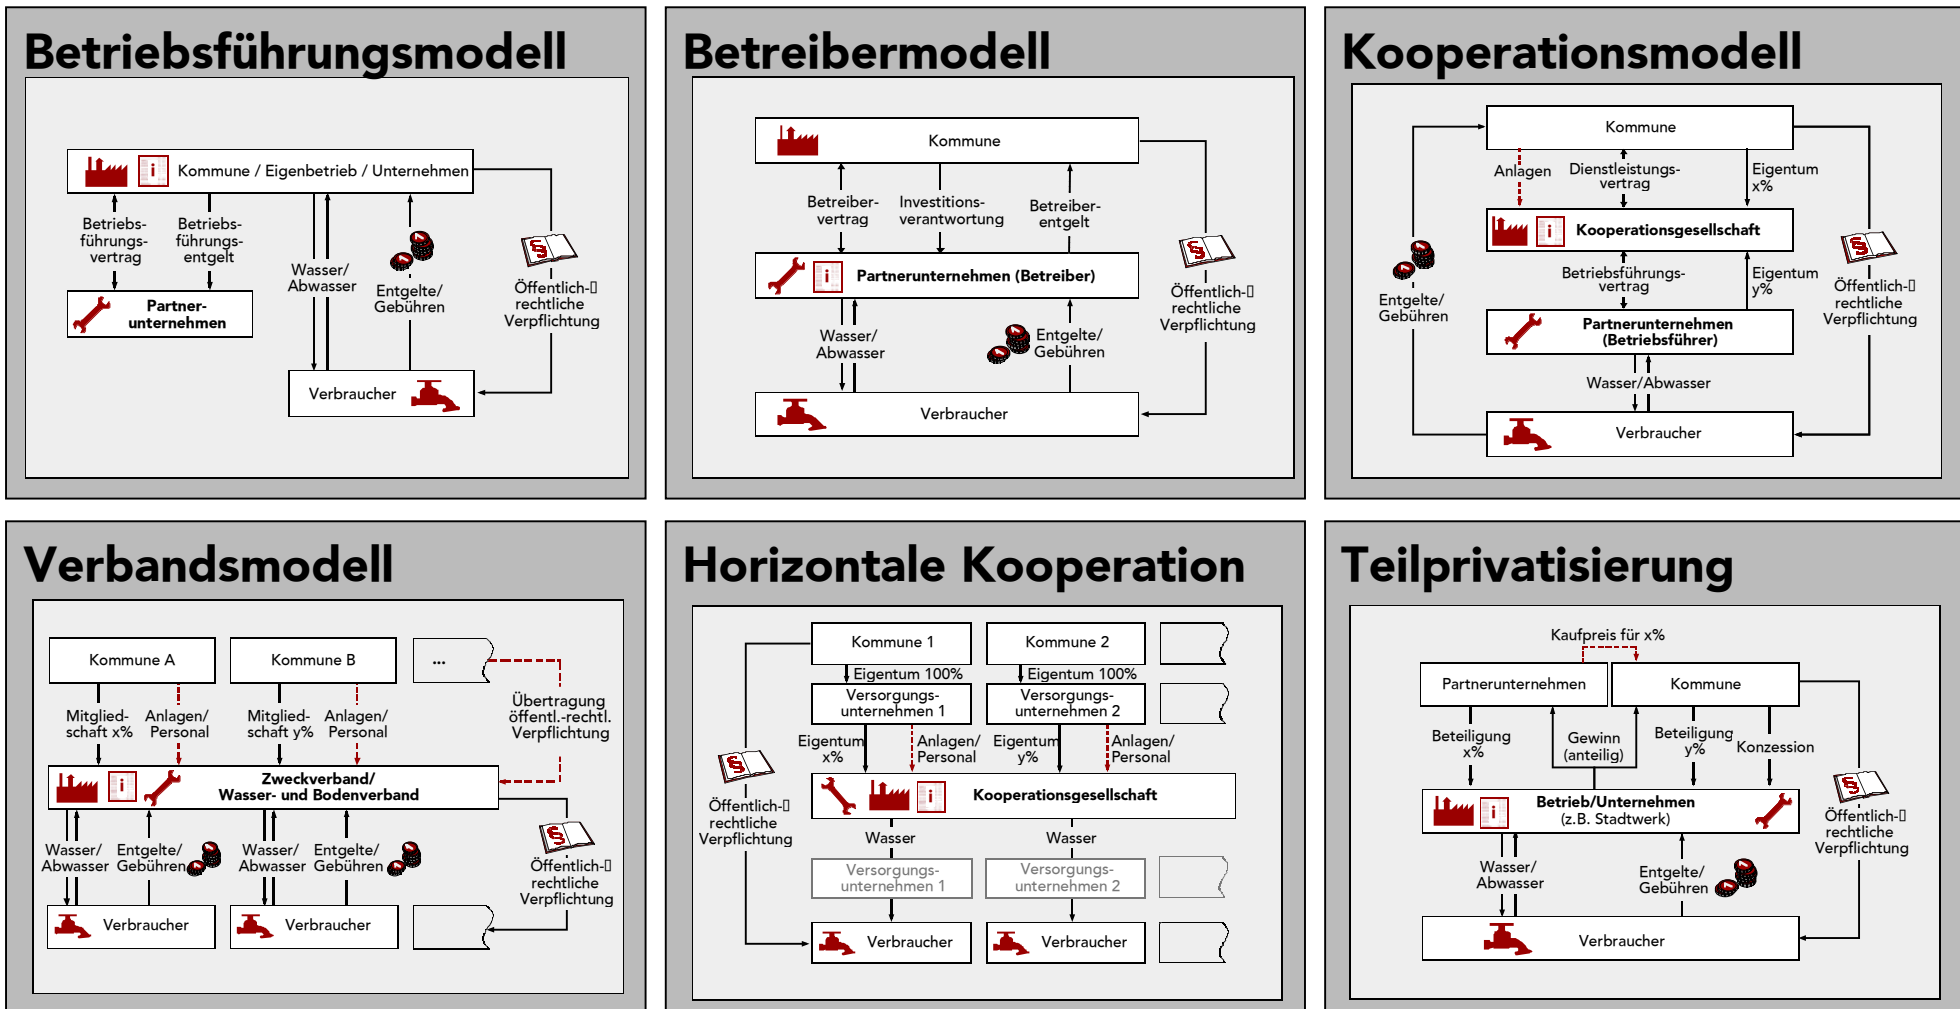 Betriebsführungsmodell
Kommune / Eigenbetrieb / Unternehmen
Betriebs-
führungs-
vertrag
Betriebs-
führungs-
entgelt
Wasser/
Abwasser
Entgelte/
Gebühren
§
Öffentlich-▯
rechtliche
Verpflichtung
Partner-
unternehmen
Verbraucher
Betreibermodell
Kommune
Betreiber-
vertrag
Investitions-
verantwortung
Betreiber-
entgelt
§
Öffentlich-▯
rechtliche
Verpflichtung
Partnerunternehmen (Betreiber)
Wasser/
Abwasser
Entgelte/
Gebühren
Verbraucher
Kooperationsmodell
Kommune
Anlagen
Dienstleistungs-
vertrag
Eigentum
x%
Kooperationsgesellschaft
Betriebsführungs-
vertrag
Eigentum
y%
Entgelte/
Gebühren
§
Öffentlich-▯
rechtliche
Verpflichtung
Partnerunternehmen
(Betriebsführer)
Wasser/Abwasser
Verbraucher
Verbandsmodell
Kommune A
Kommune B
...
Mitglied-
schaft x%
Anlagen/
Personal
Mitglied-
schaft y%
Anlagen/
Personal
Übertragung
öffentl.-rechtl.
Verpflichtung
Zweckverband/
Wasser- und Bodenverband
Wasser/
Abwasser
Entgelte/
Gebühren
Wasser/
Abwasser
Entgelte/
Gebühren
§
Öffentlich-▯
rechtliche
Verpflichtung
Verbraucher
Verbraucher
Horizontale Kooperation
Kommune 1
Kommune 2
Eigentum 100%
Eigentum 100%
Versorgungs-
unternehmen 1
Versorgungs-
unternehmen 2
Eigentum
x%
Anlagen/
Personal
Eigentum
y%
Anlagen/
Personal
§
Öffentlich-▯
rechtliche
Verpflichtung
Kooperationsgesellschaft
Wasser
Wasser
Versorgungs-
unternehmen 1
Versorgungs-
unternehmen 2
Verbraucher
Verbraucher
Teilprivatisierung
Kaufpreis für x%
Partnerunternehmen
Kommune
Beteiligung
x%
Gewinn
(anteilig)
Beteiligung
y%
Konzession
§
Öffentlich-▯
rechtliche
Verpflichtung
Betrieb/Unternehmen
(z.B. Stadtwerk)
Wasser/
Abwasser
Entgelte/
Gebühren
Verbraucher